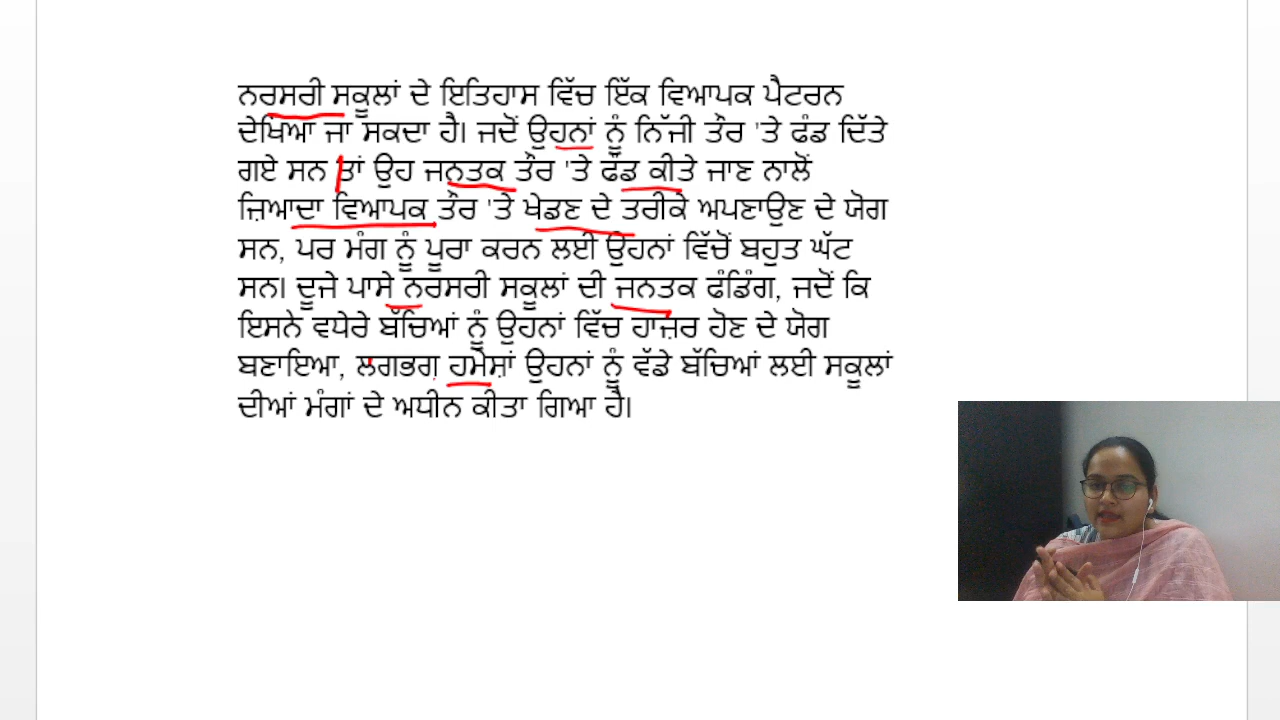 ਨਰਸਰੀ ਸਕੂਲਾਂ ਦੇ ਇਤਿਹਾਸ ਵਿੱਚ ਇੱਕ ਵਿਆਪਕ ਪੈਟਰਨ
ਦੇਖਿਆ ਜਾ ਸਕਦਾ ਹੈ। ਜਦੋਂ ਉਹਨਾਂ ਨੂੰ ਨਿੱਜੀ ਤੌਰ 'ਤੇ ਫੰਡ ਦਿੱਤੇ
ਗਏ ਸਨ ਤਾਂ ਉਹ ਜਨਤਕ ਤੌਰ 'ਤੇ ਫੰਡ ਕੀਤੇ ਜਾਣ ਨਾਲੋਂ
ਜ਼ਿਆਦਾ ਵਿਆਪਕ ਤੌਰ 'ਤੇ ਖੇਡਣ ਦੇ ਤਰੀਕੇ ਅਪਣਾਉਣ ਦੇ ਯੋਗ
ਸਨ, ਪਰ ਮੰਗ ਨੂੰ ਪੂਰਾ ਕਰਨ ਲਈ ਉਹਨਾਂ ਵਿੱਚੋਂ ਬਹੁਤ ਘੱਟ
ਸਨ। ਦੂਜੇ ਪਾਸੇ ਨਰਸਰੀ ਸਕੂਲਾਂ ਦੀ ਜਨਤਕ ਫੰਡਿੰਗ, ਜਦੋਂ ਕਿ
ਇਸਨੇ ਵਧੇਰੇ ਬੱਚਿਆਂ ਨੂੰ ਉਹਨਾਂ ਵਿੱਚ ਹਾਜ਼ਰ ਹੋਣ ਦੇ ਯੋਗ
ਬਣਾਇਆ, ਲਗਭਗ ਹਮੇਸ਼ਾਂ ਉਹਨਾਂ ਨੂੰ ਵੱਡੇ ਬੱਚਿਆਂ ਲਈ ਸਕੂਲਾਂ
ਦੀਆਂ ਮੰਗਾਂ ਦੇ ਅਧੀਨ ਕੀਤਾ ਗਿਆ ਹੈ।